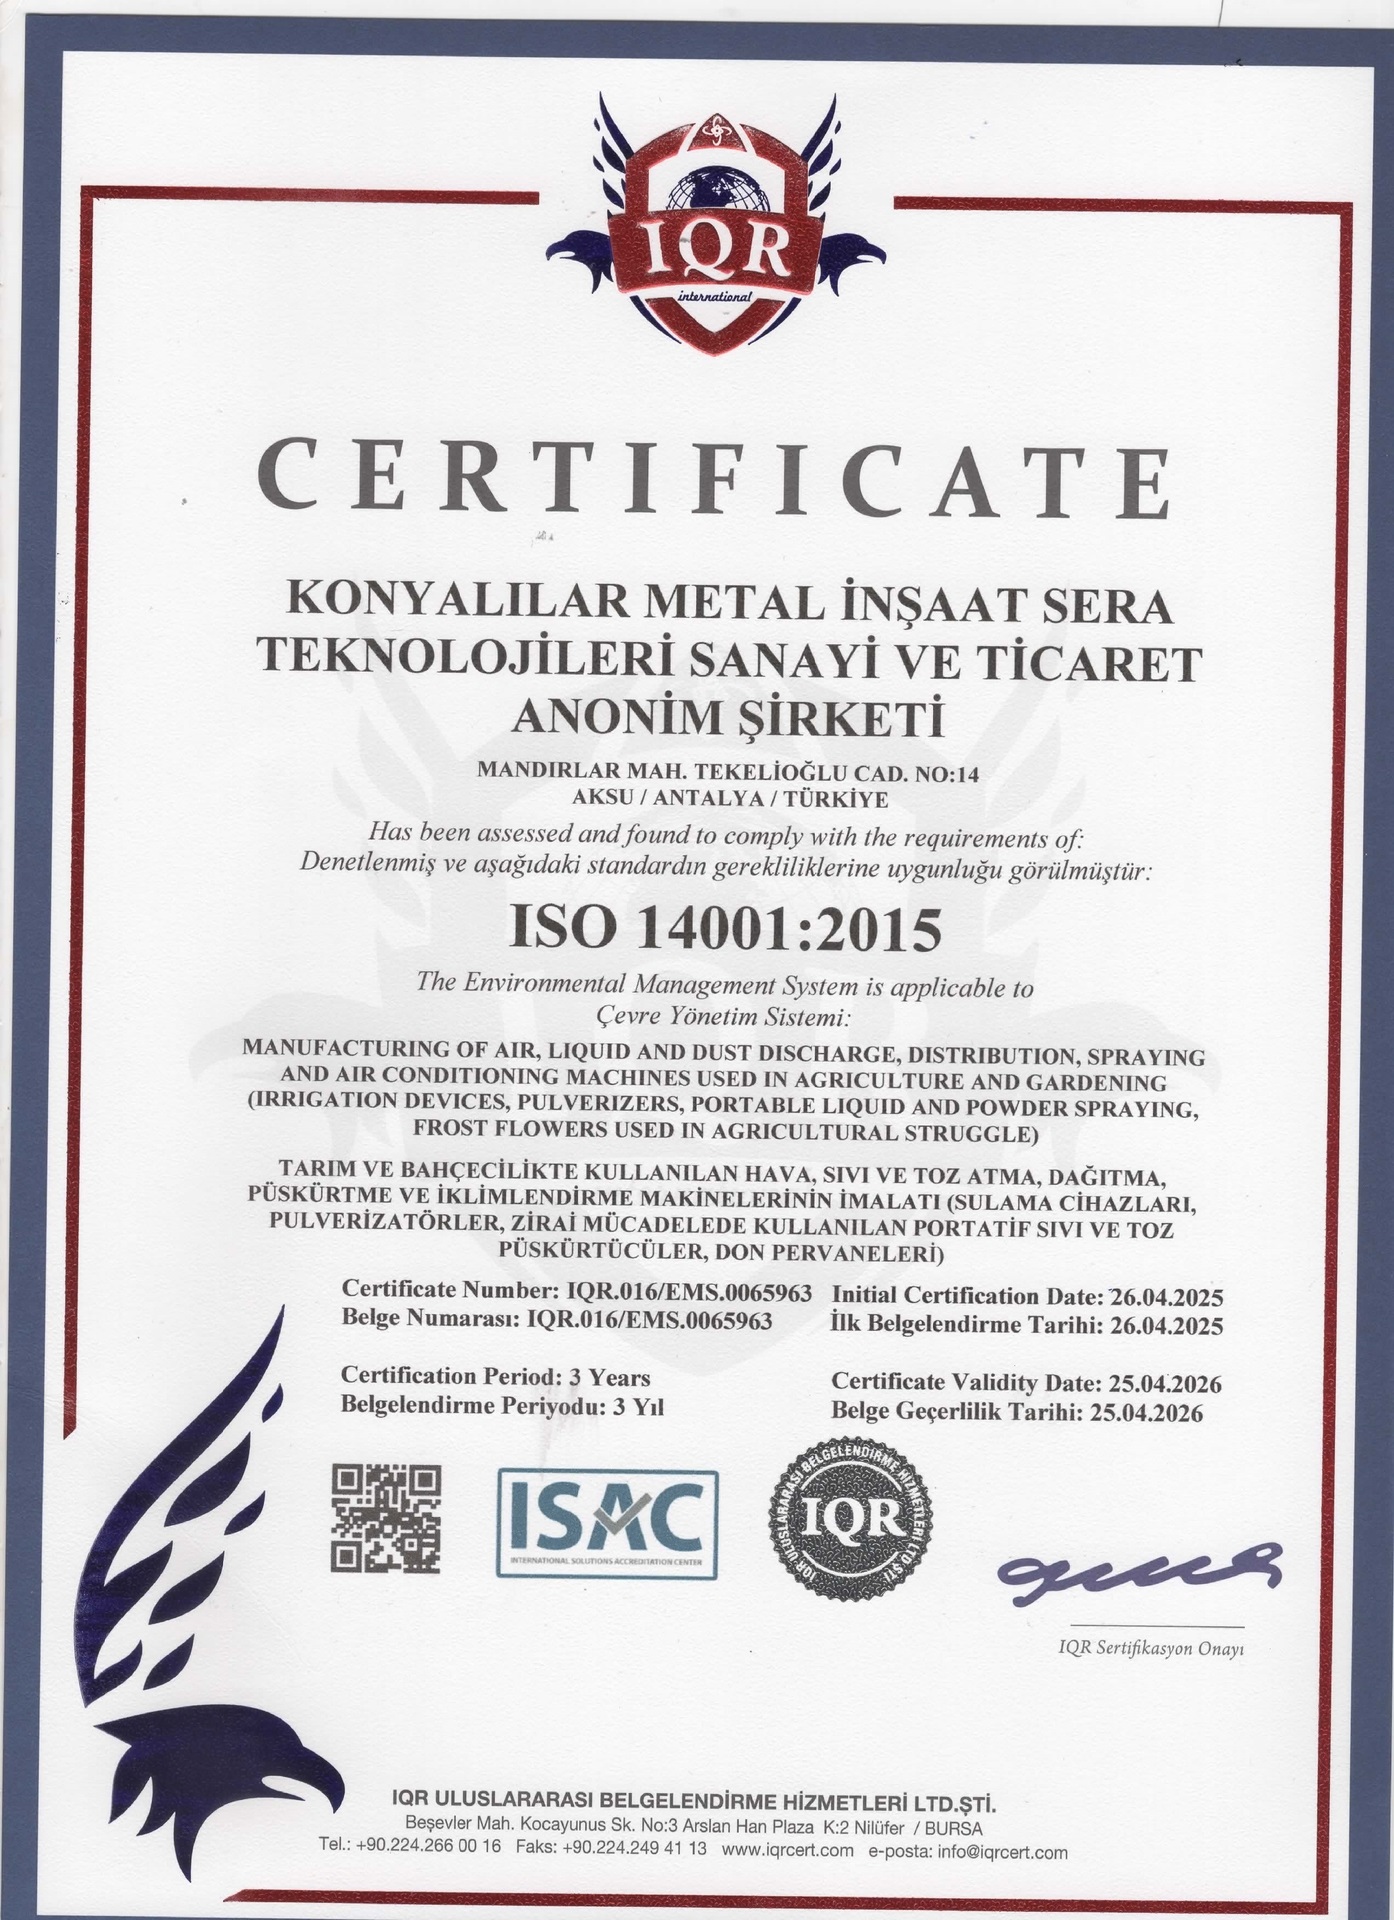 IQR
international
CERTIFICATE
KONYALILAR METAL İNŞAAT SERA
TEKNOLOJİLERİ SANAYİ VE TİCARET
ANONİM ŞİRKETİ
MANDIRLAR MAH. TEKELİOĞLU CAD. NO:14
AKSU / ANTALYA / TÜRKİYE
Has been assessed and found to comply with the requirements of:
Denetlenmiş ve aşağıdaki standardın gerekliliklerine uygunluğu görülmüştür:
ISO 14001:2015
The Environmental Management System is applicable to
Çevre Yönetim Sistemi:
MANUFACTURING OF AIR, LIQUID AND DUST DISCHARGE, DISTRIBUTION, SPRAYING
AND AIR CONDITIONING MACHINES USED IN AGRICULTURE AND GARDENING
(IRRIGATION DEVICES, PULVERIZERS, PORTABLE LIQUID AND POWDER SPRAYING,
FROST FLOWERS USED IN AGRICULTURAL STRUGGLE)
TARIM VE BAHÇECİLİKTE KULLANILAN HAVA, SIVI VE TOZ ATMA, DAĞITMA,
PÜSKÜRTME VE İKLİMLENDİRME MAKİNELERİNİN İMALATI (SULAMA CİHAZLARI,
PULVERİZATÖRLER, ZİRAİ MÜCADELEDE KULLANILAN PORTATİF SIVI VE TOZ
PÜSKÜRTÜCÜLER, DON PERVANELERİ)
Certificate Number: IQR.016/EMS.0065963 Initial Certification Date: 26.04.2025
Belge Numarası: IQR.016/EMS.0065963 İlk Belgelendirme Tarihi: 26.04.2025
Certification Period: 3 Years Certificate Validity Date: 25.04.2026
Belgelendirme Periyodu: 3 Yıl Belge Geçerlilik Tarihi: 25.04.2026
ISAC
INTERNATIONAL SOLUTIONS ACCREDITATION CENTER
IQR ULUSLARARASI BELGELENDİRME HİZMETLERİ LTD.ŞTİ.
IQR
IQR Sertifikasyon Onayı
IQR ULUSLARARASI BELGELENDİRME HİZMETLERİ LTD.ŞTİ.
Beşevler Mah. Kocayunus Sk. No:3 Arslan Han Plaza K:2 Nilüfer / BURSA
Tel.: +90.224.266 00 16 Faks: +90.224.249 41 13 www.iqrcert.com e-posta: info@iqrcert.com